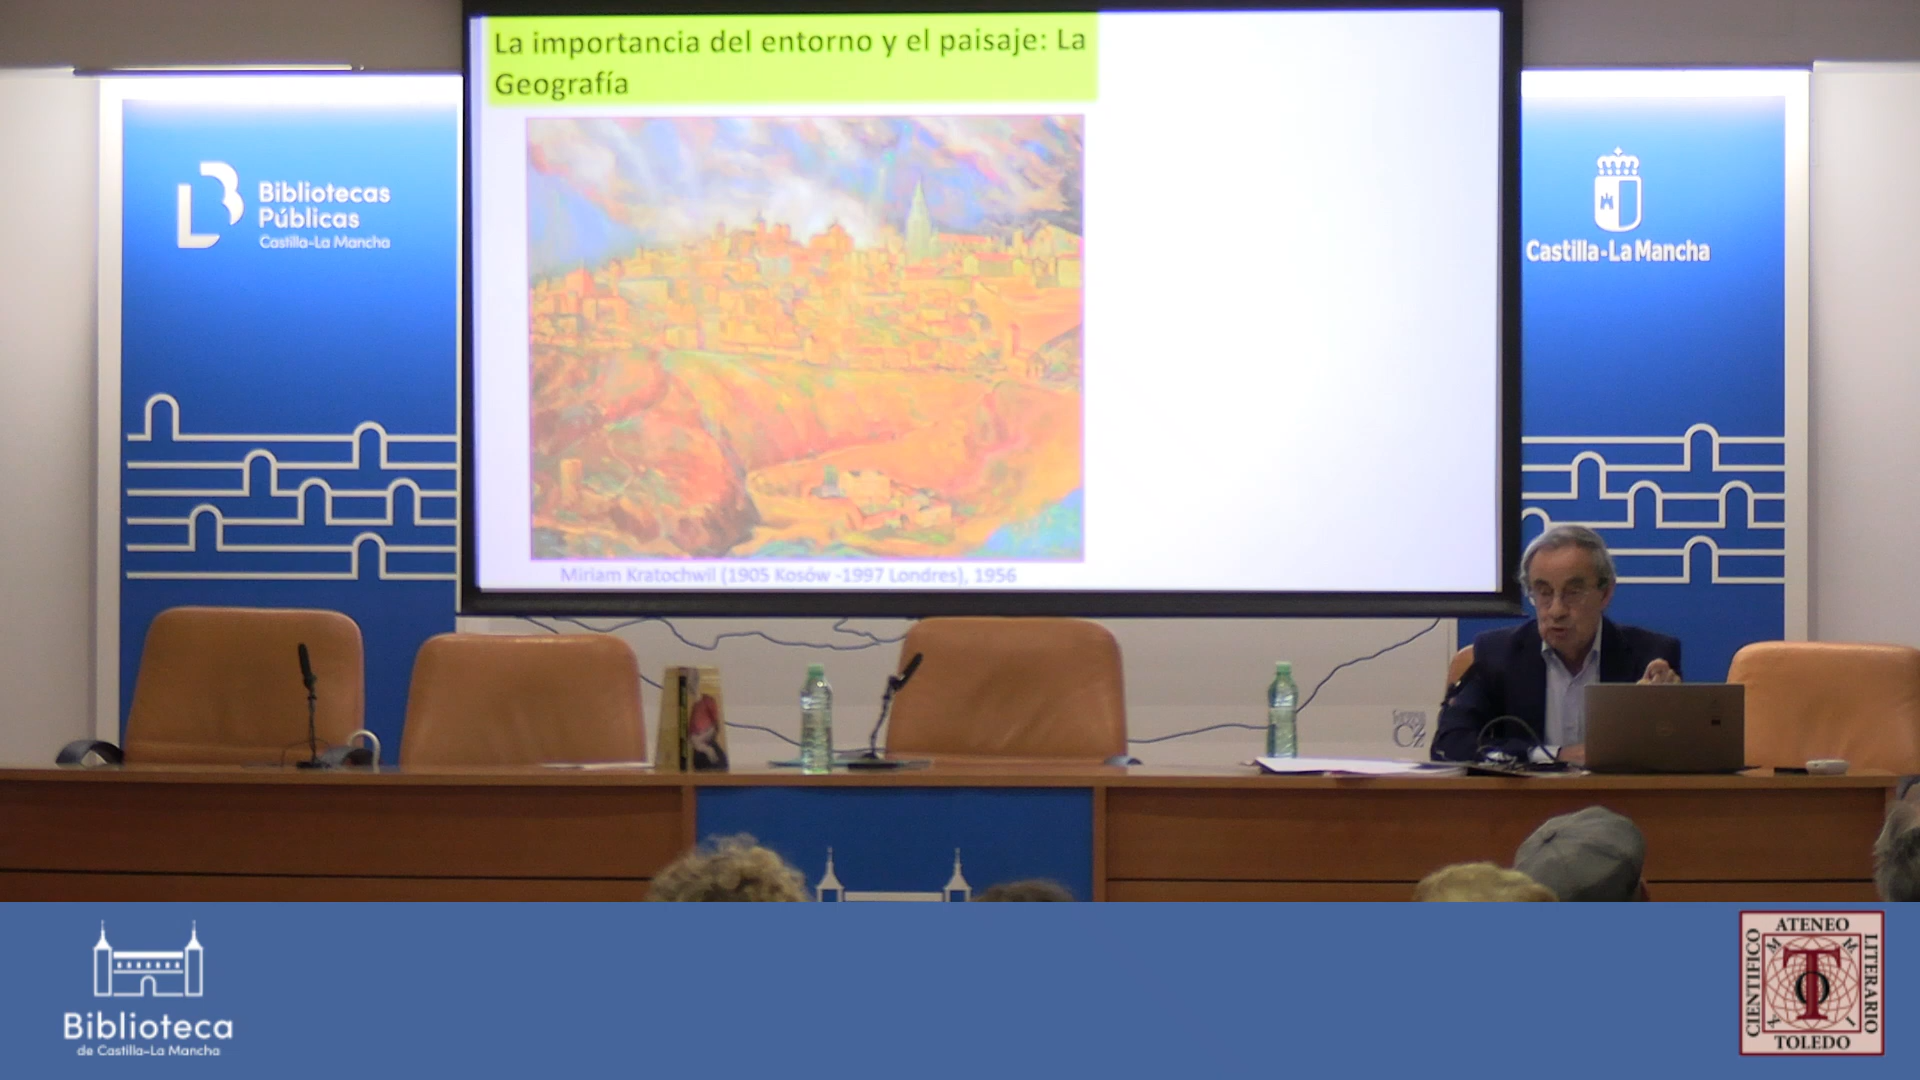 La importancia del entorno y el paisaje: La
Geografía
Miriam Kratochwil (1905 Kosów -1997 Londres), 1956
Bibliotecas
Públicas
Castilla-La Mancha
Castilla-La Mancha
Biblioteca
de Castilla-La Mancha
ATENEO
CIENTÍFICO
LITERARIO
TOLEDO